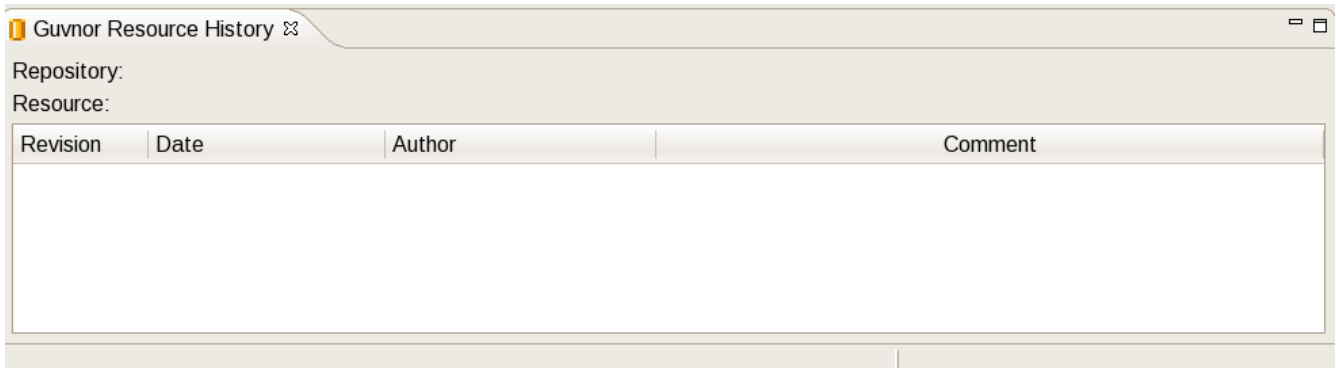 Guvnor Resource History
Repository:
Resource:
Revision Date Author Comment